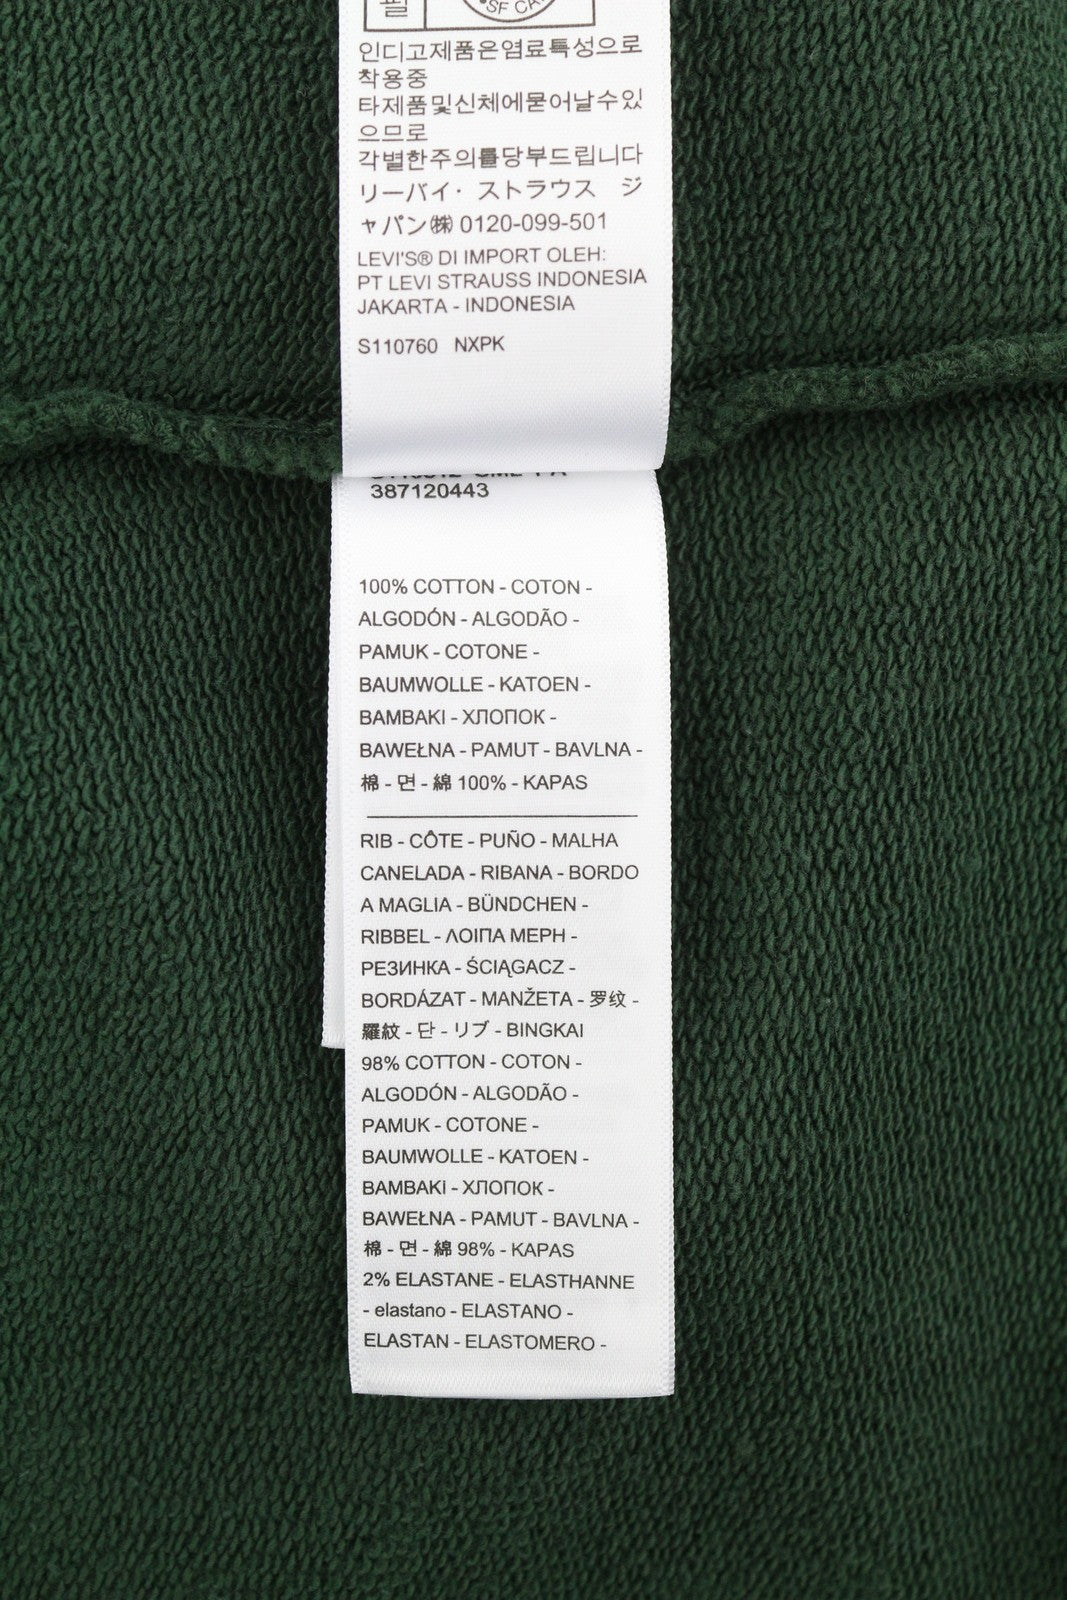 필
SF CA
인디고제품은염료특성으로
착용중
타제품및신체에묻어날수있
으므로
각별한주의를당부드립니다
リーバイ· ストラウス ジ
ャパン㈱ 0120-099-501
LEVI'S® DI IMPORT OLEH:
PT LEVI STRAUSS INDONESIA
JAKARTA - INDONESIA
S110760 NXPK
387120443
100% COTTON - COTON -
ALGODÓN - ALGODÃO -
PAMUK - COTONE -
BAUMWOLLE - KATOEN -
BAMBAKI - ХЛОПОК -
BAWEŁNA - PAMUT - BAVLNA -
棉 - 면 - 綿 100% - KAPAS
RIB - CÔTE - PUÑO - MALHA
CANELADA - RIBANA - BORDO
A MAGLIA - BÜNDCHEN -
RIBBEL - ΛΟΙΠΑ ΜΕΡΗ -
РЕЗИНКА - ŚCIĄGACZ -
BORDÁZAT - MANŽETA - 罗纹 -
羅紋 - 단 - リブ - BINGKAI
98% COTTON - COTON -
ALGODÓN - ALGODÃO -
PAMUK - COTONE -
BAUMWOLLE - KATOEN -
BAMBAKI - ХЛОПОК -
BAWEŁNA - PAMUT - BAVLNA -
棉 - 면 - 綿 98% - KAPAS
2% ELASTANE - ELASTHANNE
- elastano - ELASTANO -
ELASTAN - ELASTOMERO -